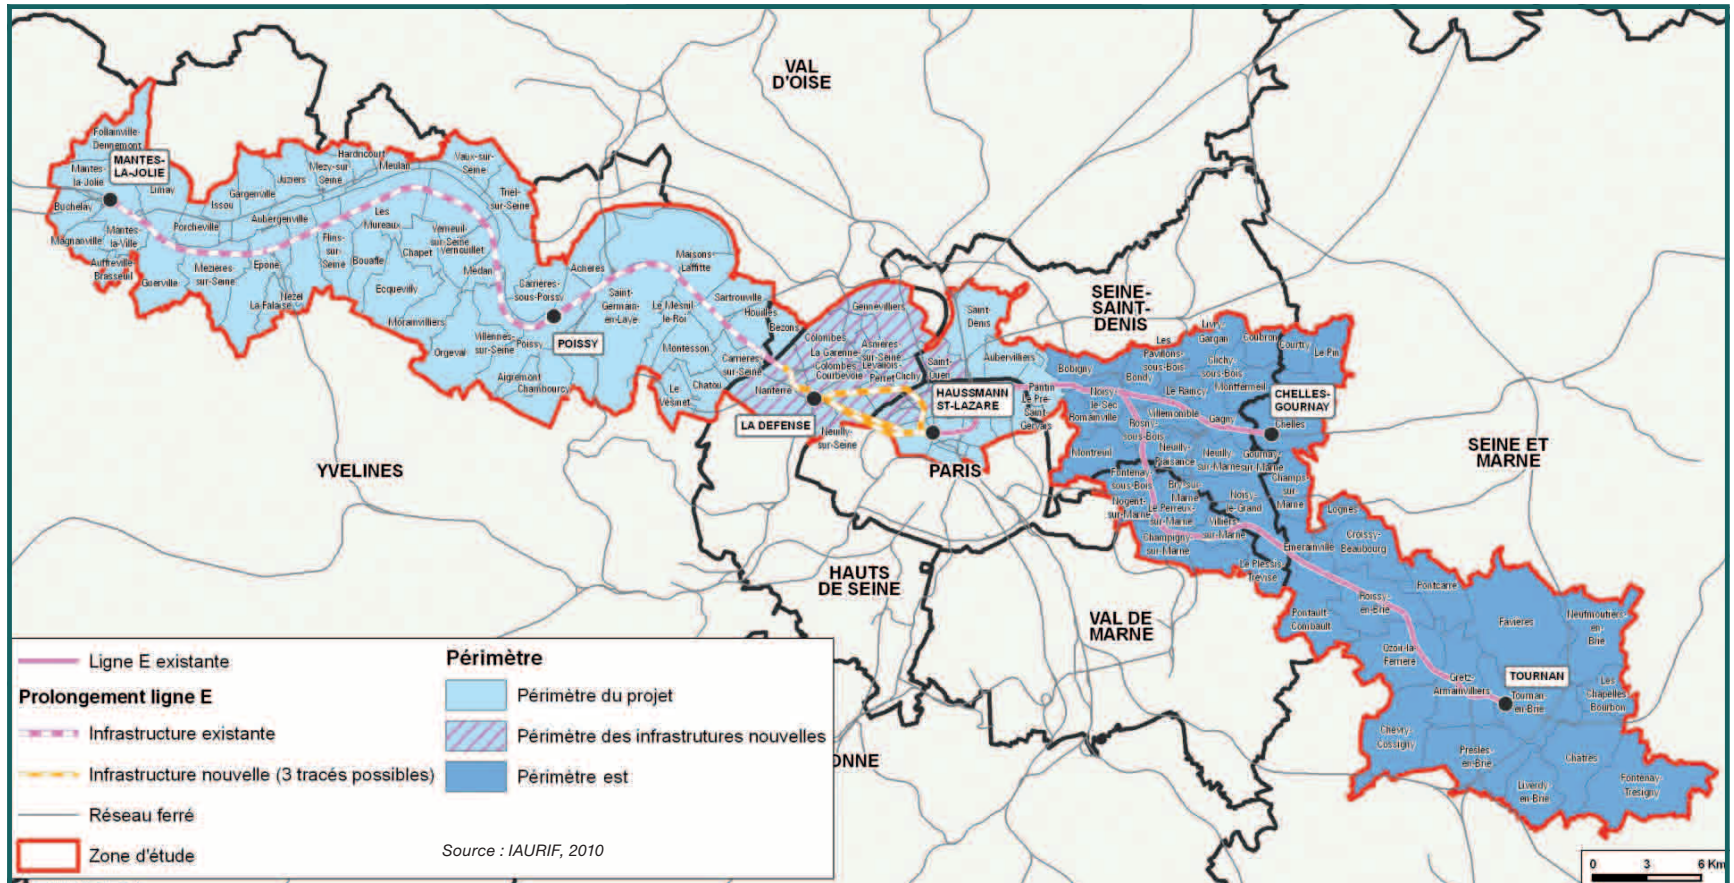 VAL
D'OISE
Follainville-
Dennemont
MANTES-
LA-JOLIE
Mantes-
la-Jolie
Limay
Buchelay
Magnanville
Mantes-
la-Ville
Auffreville-
Brasseuil
Guerville
Porcheville
Issou
Gargenville
Juziers
Mezy-sur
Seine
Hardricourt
Meulan
Vaux-sur-
Seine
Triel-
sur-Seine
Aubergenville
Mezieres-
sur-Seine
Epone
La Falaise
Nezel
Flins-
sur-
Seine
Les
Mureaux
Bouafle
Chapet
Verneuil-
sur-Seine
Vernouillet
Medan
Ecquevilly
Morainvilliers
Orgeval
Villennes-
sur-Seine
Poissy
Carrières-
sous-Poissy
POISSY
Aigremont
Chambourcy
Acheres
Saint-
Germain-
en-Laye
Maisons-
Laffitte
Le Mesnil-
le-Roi
Sartrouville
Houilles
Bezons
Montesson
Carrieres-
sur-Seine
Le
Vesinet
Chatou
Nanterre
Gennevilliers
Colombes
La Garenne-
Colombes
Courbevoie
Asnieres-
sur-Seine
Levallois-
Perret
Clichy
Saint-
Ouen
Saint-
Denis
Aubervilliers
LA DEFENSE
Neuilly-
sur-Seine
HAUSSMANN
ST-LAZARE
PARIS
Pantin
Le Pré-
Saint-
Gervais
SEINE-
SAINT-
DENIS
Bobigny
Noisy-
le-Sec
Romainville
Bondy
Les
Pavillons-
sous-Bois
Livry-
Gargan
Clichy-
sous-Bois
Montfermeil
Coubron
Courtry
Le Pin
Le Raincy
Villemomble
Gagny
CHELLES-
GOURNAY
Chelles
Rosny-
sous-Bois
Montreuil
Neuilly-
Plaisance
Neuilly-
sur-Marne
Gournay-
sur-Marne
Champs-
sur-
Marne
Fontenay-
sous-Bois
Nogent-
sur-Marne
Bry-sur-
Marne
Le Perreux-
sur-Marne
Noisy-
le-Grand
Villiers-
sur-Marne
Champigny-
sur-Marne
Le Plessis-
Trévise
SEINE ET
MARNE
Lognes
Croissy-
Beaubourg
Emerainville
Pontault-
Combault
Roissy-
en-Brie
Pontcarre
Favieres
Neufmoutiers-
en-
Brie
Ozoir-la-
Ferriere
Gretz-
Armainvilliers
TOURNAN
Tournan-
en-Brie
Les
Chapelles-
Bourbon
Chevry-
Cossigny
Presles-
en-Brie
Liverdy-
en-Brie
Chatres
Fontenay-
Tresigny
YVELINES
HAUTS
DE SEINE
VAL DE
MARNE
ONNE
Ligne E existante
Prolongement ligne E
Infrastructure existante
Infrastructure nouvelle (3 tracés possibles)
Réseau ferré
Zone d'étude
Périmètre
Périmètre du projet
Périmètre des infrastrutures nouvelles
Périmètre est
Source : IAURIF, 2010
0 3 6 Km